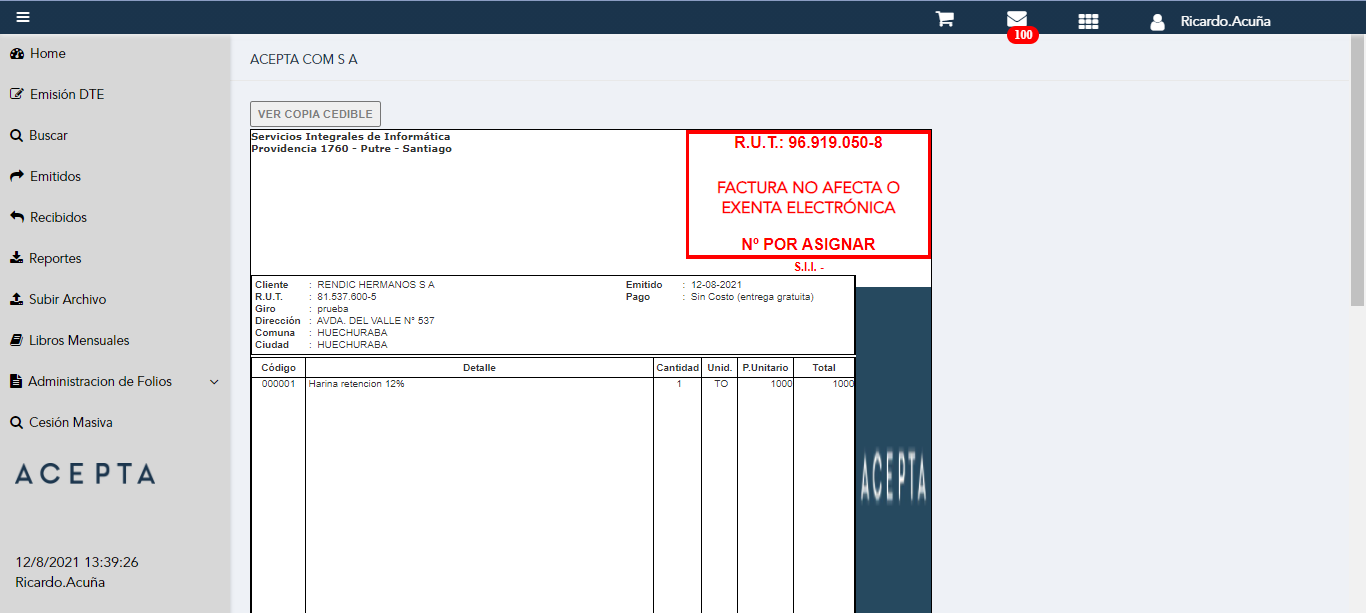 Ricardo.Acuña
100
Home
Emisión DTE
Buscar
Emitidos
Recibidos
Reportes
Subir Archivo
Libros Mensuales
Administracion de Folios
Cesión Masiva
ACEPTA
12/8/2021 13:39:26
Ricardo.Acuña
ACEPTA COM S A
VER COPIA CEDIBLE
Servicios Integrales de Informática
Providencia 1760 - Putre - Santiago
R.U.T.: 96.919.050-8
FACTURA NO AFECTA O
EXENTA ELECTRÓNICA
Nº POR ASIGNAR
S.I.I. -
Cliente : RENDIC HERMANOS S A Emitido : 12-08-2021
R.U.T. : 81.537.600-5 Pago : Sin Costo (entrega gratuita)
Giro : prueba
Dirección : AVDA. DEL VALLE N° 537
Comuna : HUECHURABA
Ciudad : HUECHURABA
Código Detalle Cantidad Unid. P.Unitario Total
000001 Harina retencion 12% 1 TO 1000 1000
ACEPTA